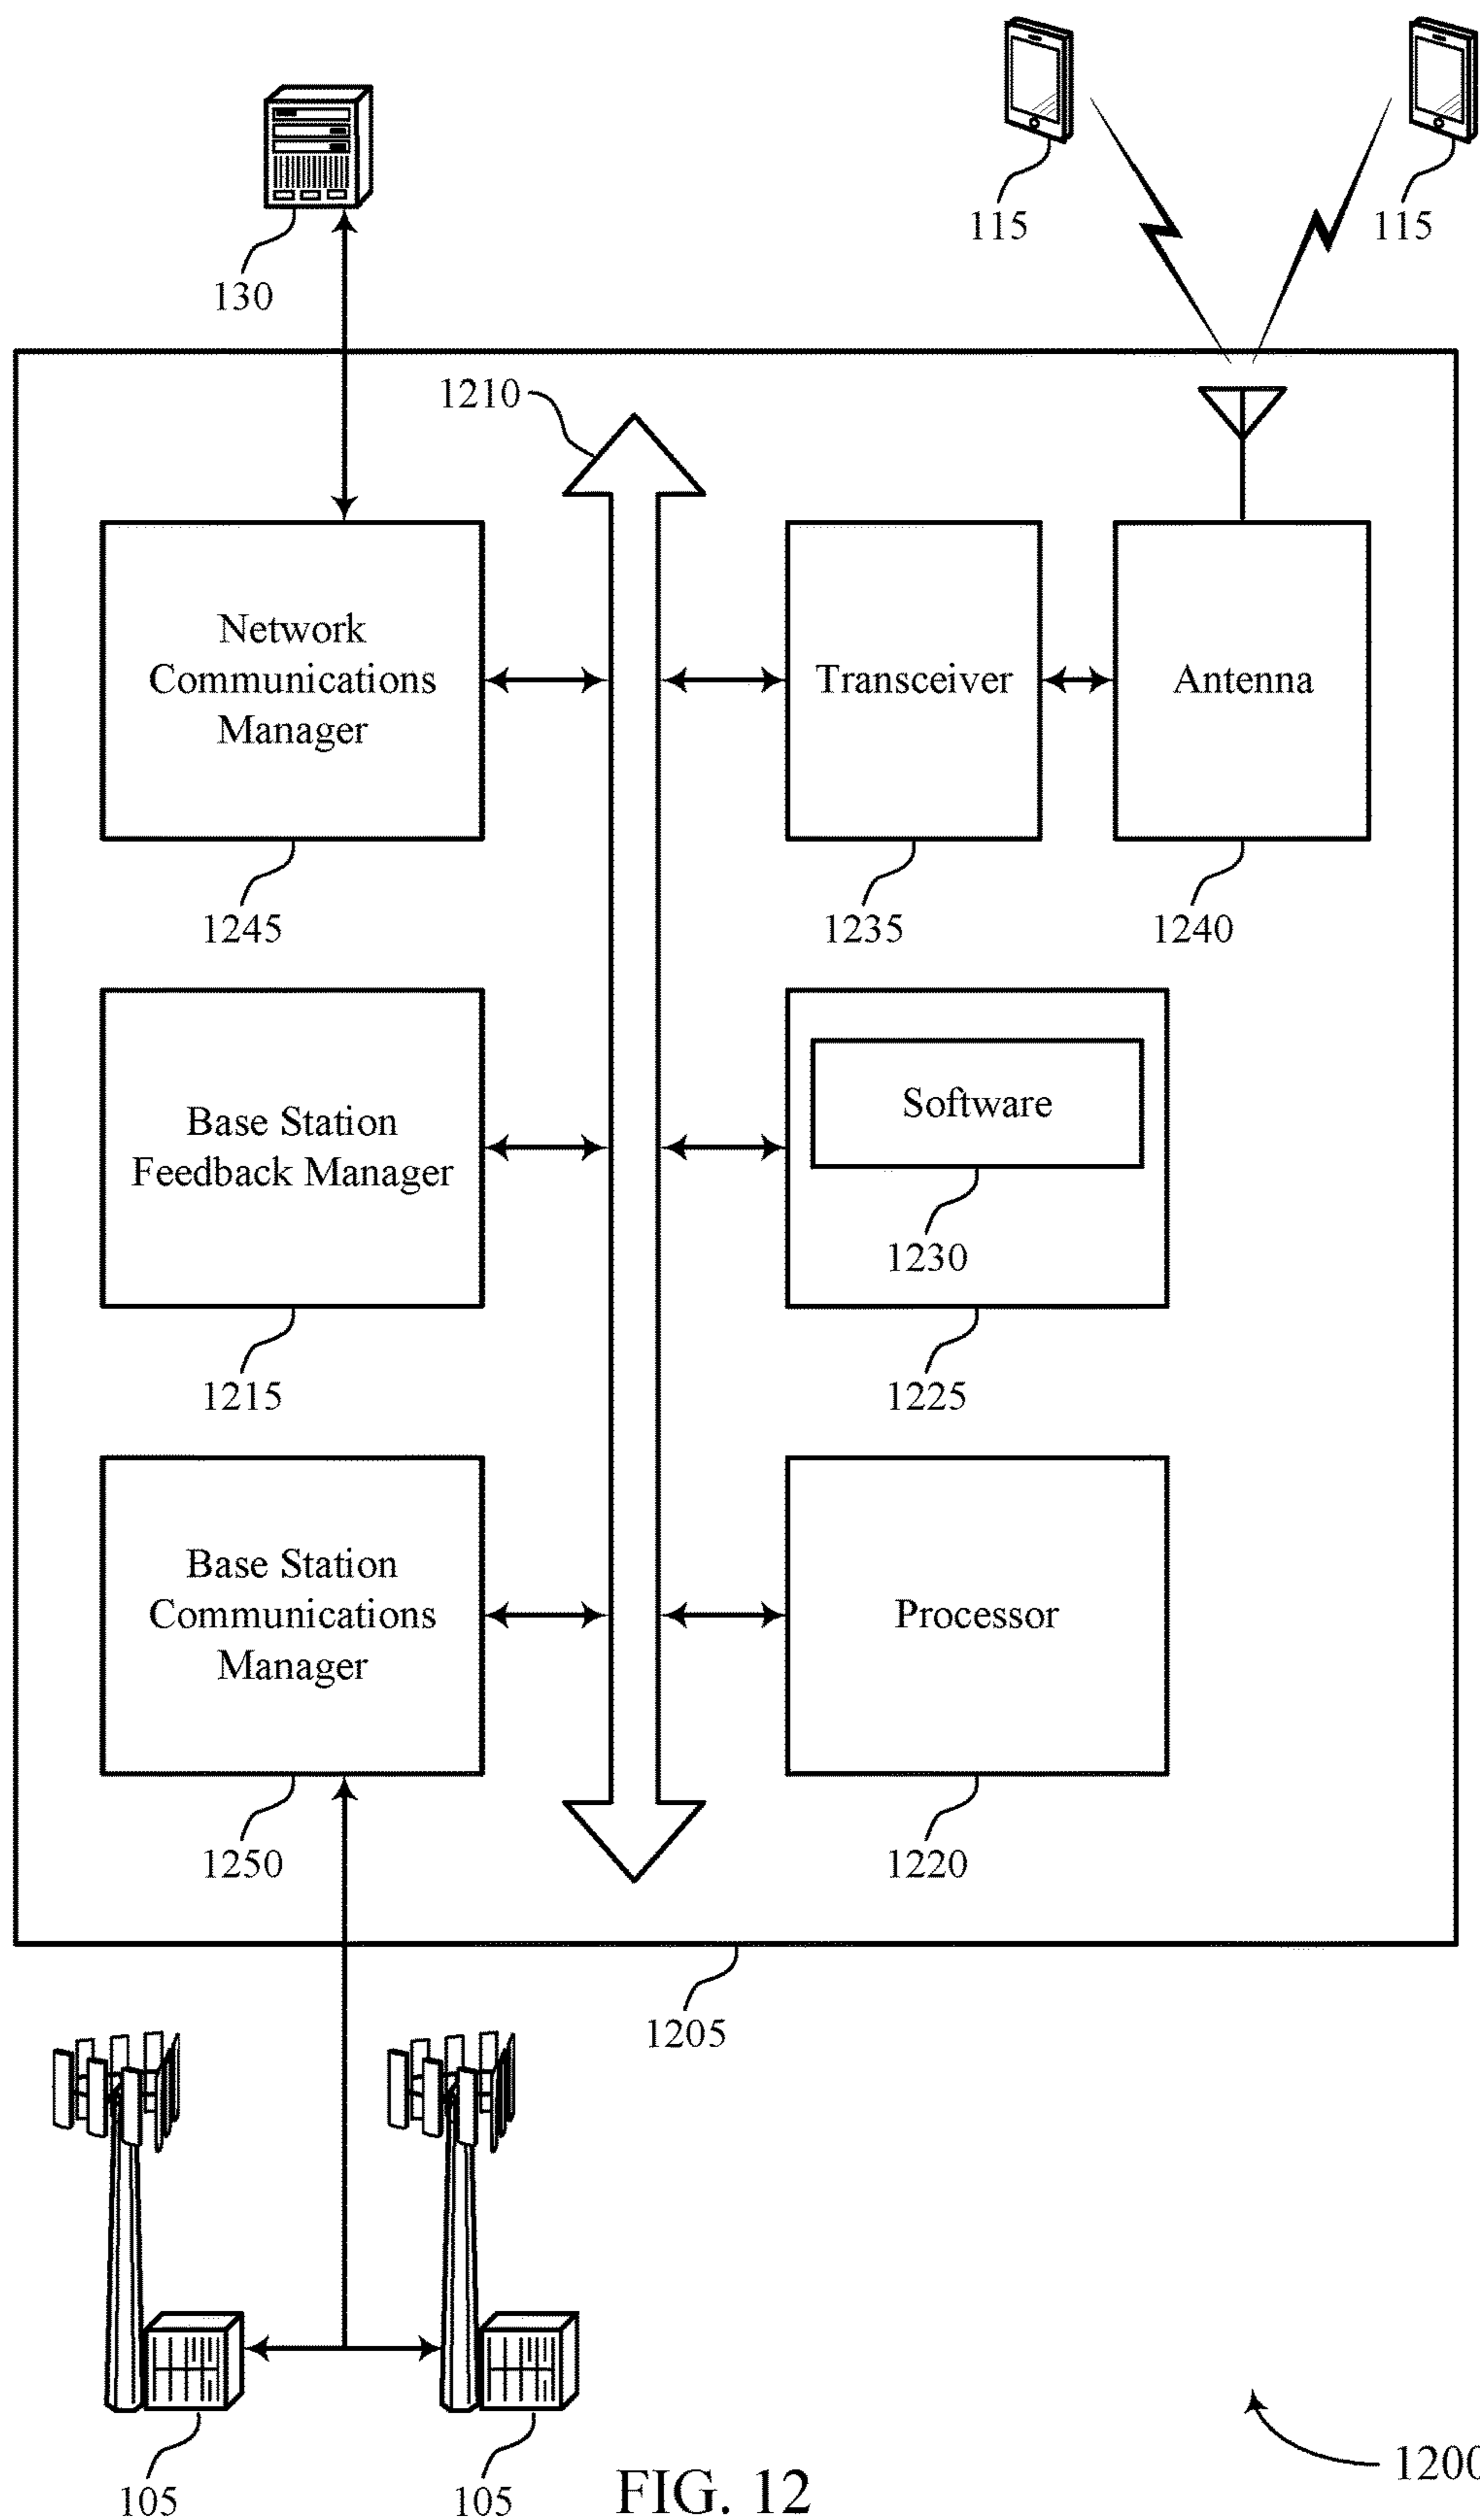 115
115
130
1210
Network
Communications
Manager
Transceiver
Antenna
1245
1235
1240
Base Station
Feedback Manager
Software
1230
1215
1225
Base Station
Communications
Manager
Processor
1250
1220
1205
105
105
FIG. 12
1200